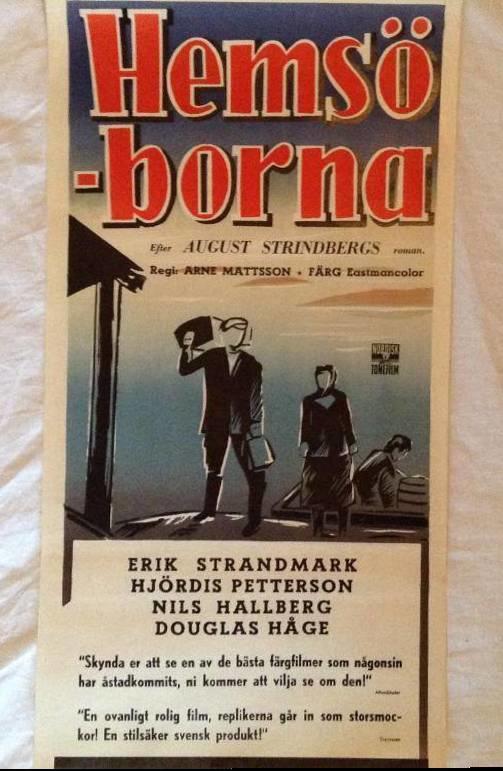 Hemsö
-borna
Efter AUGUST STRINDBERGS roman.
Regi: ARNE MATTSSON • FÄRG Eastmancolor
NORDISK
TONEFILM
ERIK STRANDMARK
HJÖRDIS PETTERSON
NILS HALLBERG
DOUGLAS HÅGE
"Skynda er att se en av de bästa färgfilmer som någonsin
har åstadkommits, ni kommer att vilja se om den!"
Aftonbladet
"En ovanligt rolig film, replikerna går in som storsmoc-
kor! En stilsäker svensk produkt!"